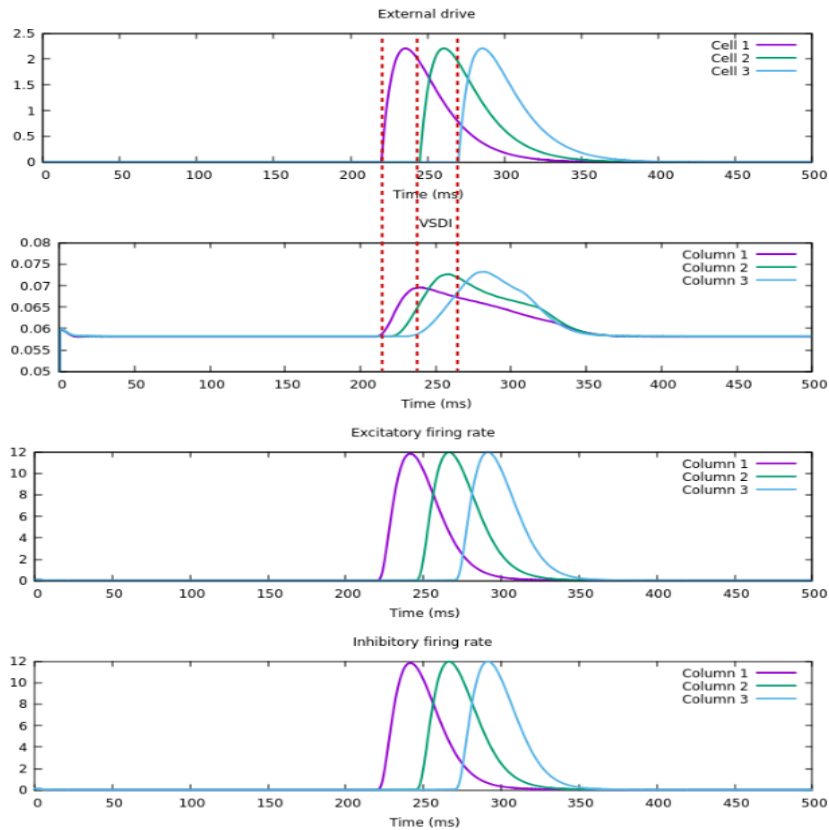 External drive
2.5
2
1.5
1
0.5
0
Cell 1
Cell 2
Cell 3
0 50 100 150 200 250 300 350 400 450 500
Time (ms)
VSDI
0.08
0.075
0.07
0.065
0.06
0.055
0.05
Column 1
Column 2
Column 3
0 50 100 150 200 250 300 350 400 450 500
Time (ms)
Excitatory firing rate
12
10
8
6
4
2
0
Column 1
Column 2
Column 3
0 50 100 150 200 250 300 350 400 450 500
Time (ms)
Inhibitory firing rate
12
10
8
6
4
2
0
Column 1
Column 2
Column 3
0 50 100 150 200 250 300 350 400 450 500
Time (ms)